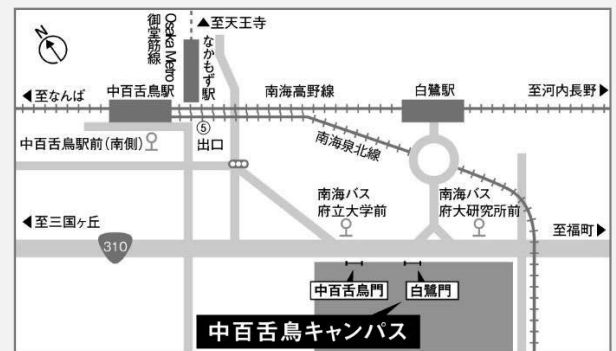 N
Osaka Metro
御堂筋線
▲至天王寺
なかもず駅
◀至なんば
中百舌鳥駅
南海高野線
白鷺駅
至河内長野▶
⑤
出口
中百舌鳥駅前(南側)
南海泉北線
南海バス
府立大学前
南海バス
府大研究所前
◀至三国ヶ丘
至福町▶
310
中百舌鳥門
白鷺門
中百舌鳥キャンパス